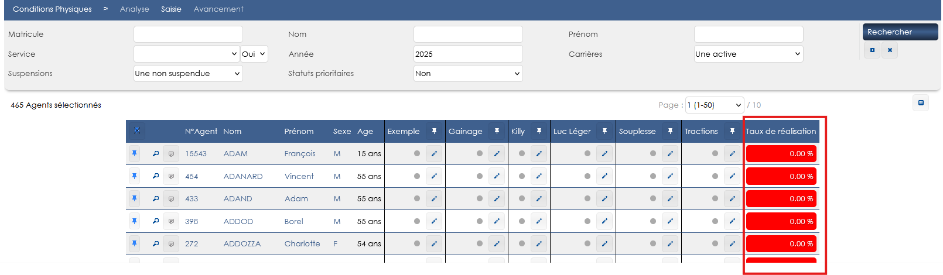 Conditions Physiques > Analyse Saisie Avancement
Matricule Nom Prénom Rechercher
Service Oui Année 2025 Carrières Une active
Suspensions Une non suspendue Statuts prioritaires Non
465 Agents sélectionnés Page : 1 (1-50) / 10
N°Agent Nom Prénom Sexe Age Exemple Gainage Killy Luc Léger Souplesse Tractions Taux de réalisation
15543 ADAM François M 15 ans 0.00 %
454 ADANARD Vincent M 55 ans 0.00 %
433 ADAND Adam M 55 ans 0.00 %
395 ADDOD Borel M 55 ans 0.00 %
272 ADDOZZA Charlotte F 54 ans 0.00 %